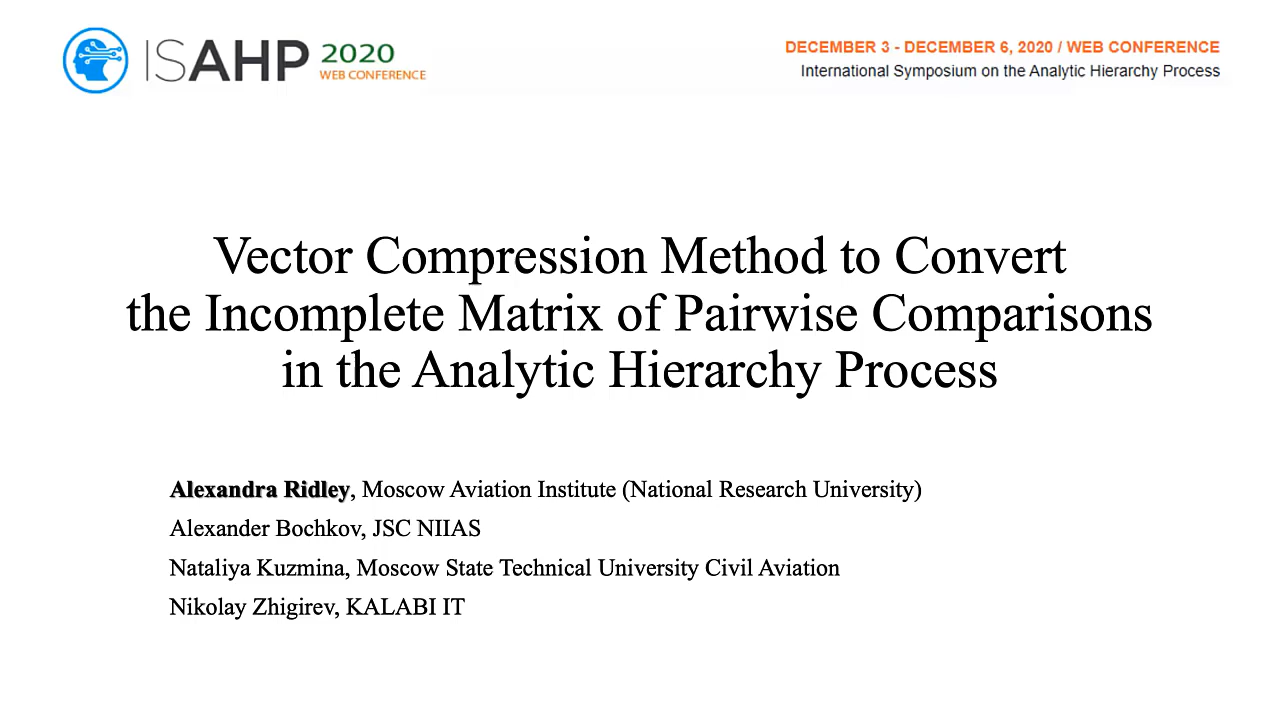 ISAHP 2020
WEB CONFERENCE
DECEMBER 3 - DECEMBER 6, 2020 / WEB CONFERENCE
International Symposium on the Analytic Hierarchy Process
Vector Compression Method to Convert
the Incomplete Matrix of Pairwise Comparisons
in the Analytic Hierarchy Process
Alexandra Ridley, Moscow Aviation Institute (National Research University)
Alexander Bochkov, JSC NIIAS
Nataliya Kuzmina, Moscow State Technical University Civil Aviation
Nikolay Zhigirev, KALABI IT